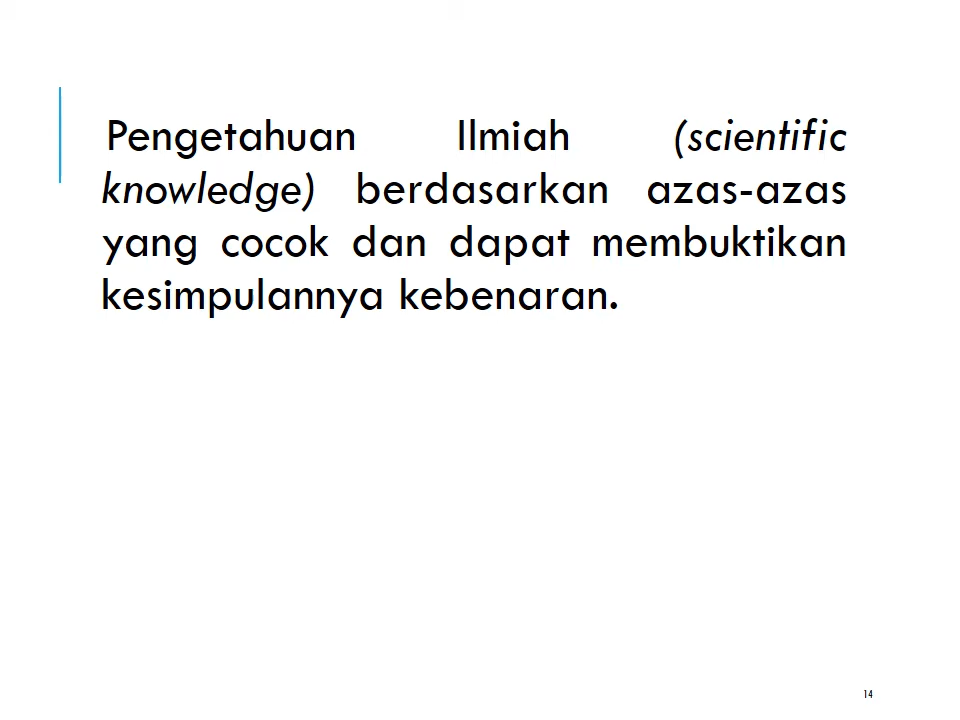 Pengetahuan Ilmiah (scientific
knowledge) berdasarkan azas-azas
yang cocok dan dapat membuktikan
kesimpulannya kebenaran.
14